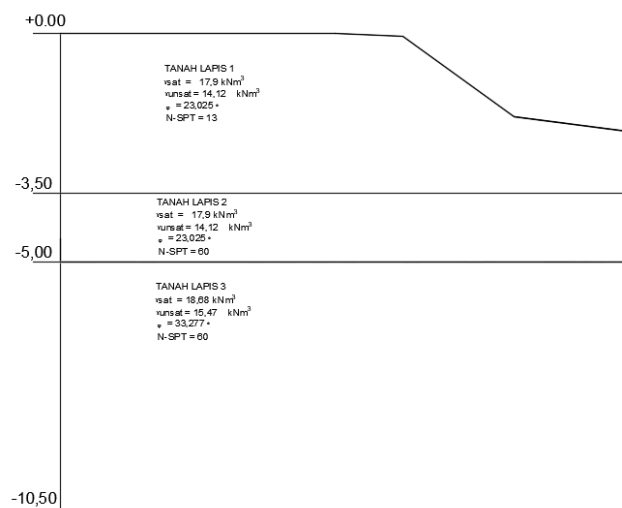 +0.00
TANAH LAPIS 1
γsat = 17,9 kNm³
γunsat = 14,12 kNm³
φ = 23,025 °
N-SPT = 13
-3,50
TANAH LAPIS 2
γsat = 17,9 kNm³
γunsat = 14,12 kNm³
φ = 23,025 °
N-SPT = 60
-5,00
TANAH LAPIS 3
γsat = 18,68 kNm³
γunsat = 15,47 kNm³
φ = 33,277 °
N-SPT = 60
-10,50